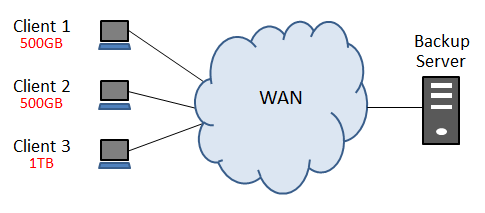 Client 1
500GB
Client 2
500GB
Client 3
1TB
WAN
Backup
Server